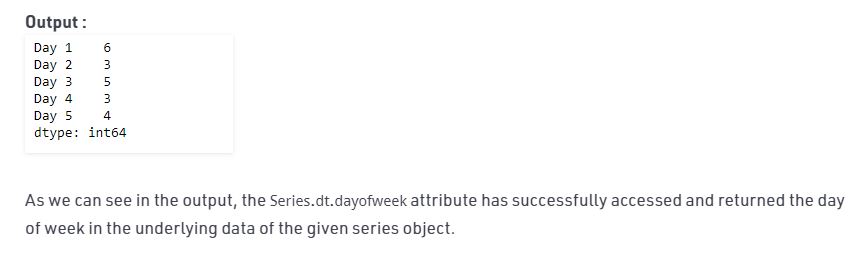 Output :
Day 1    6
Day 2    3
Day 3    5
Day 4    3
Day 5    4
dtype: int64
As we can see in the output, the Series.dt.dayofweek attribute has successfully accessed and returned the day
of week in the underlying data of the given series object.